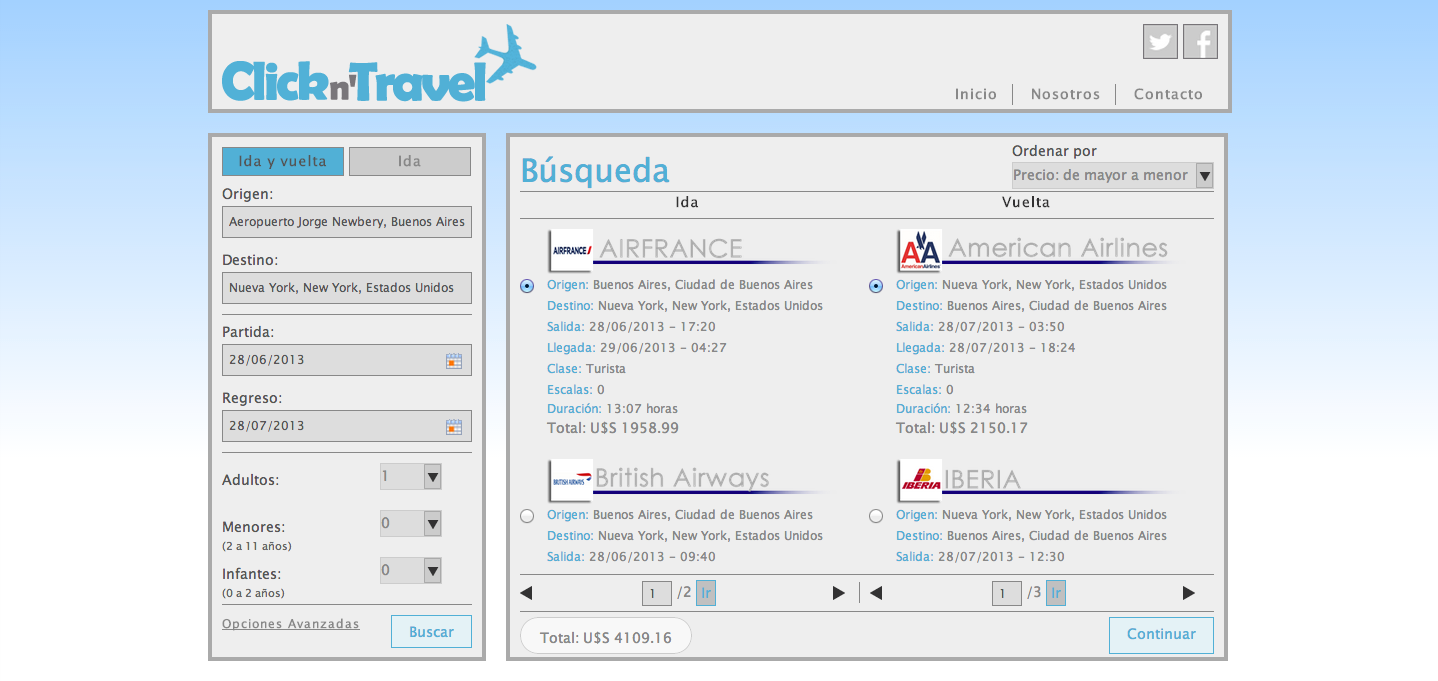 Clickn'Travel
Inicio Nosotros Contacto
Ida y vuelta Ida
Origen:
Aeropuerto Jorge Newbery, Buenos Aires
Destino:
Nueva York, New York, Estados Unidos
Partida:
28/06/2013
Regreso:
28/07/2013
Adultos: 1
Menores: 0
(2 a 11 años)
Infantes: 0
(0 a 2 años)
Opciones Avanzadas Buscar
Búsqueda
Ordenar por
Precio: de mayor a menor
Ida Vuelta
AIRFRANCE AIRFRANCE
Origen: Buenos Aires, Ciudad de Buenos Aires
Destino: Nueva York, New York, Estados Unidos
Salida: 28/06/2013 - 17:20
Llegada: 29/06/2013 - 04:27
Clase: Turista
Escalas: 0
Duración: 13:07 horas
Total: U$S 1958.99
AA AmericanAirlines American Airlines
Origen: Nueva York, New York, Estados Unidos
Destino: Buenos Aires, Ciudad de Buenos Aires
Salida: 28/07/2013 - 03:50
Llegada: 28/07/2013 - 18:24
Clase: Turista
Escalas: 0
Duración: 12:34 horas
Total: U$S 2150.17
BRITISH AIRWAYS British Airways
Origen: Buenos Aires, Ciudad de Buenos Aires
Destino: Nueva York, New York, Estados Unidos
Salida: 28/06/2013 - 09:40
IBERIA IBERIA
Origen: Nueva York, New York, Estados Unidos
Destino: Buenos Aires, Ciudad de Buenos Aires
Salida: 28/07/2013 - 12:30
1 /2 Ir
1 /3 Ir
Total: U$S 4109.16 Continuar